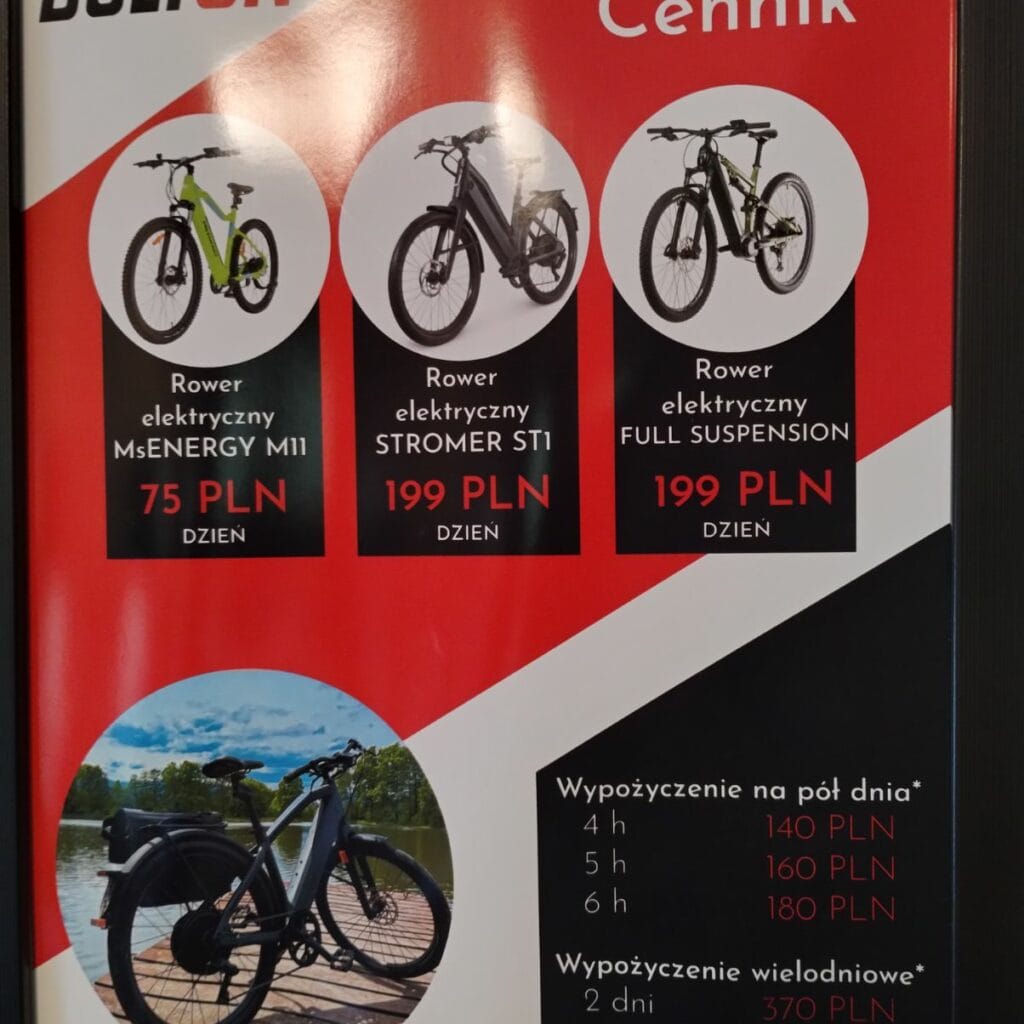 Cennik
Rower
elektryczny
MsENERGY M11
75 PLN
DZIEŃ
Rower
elektryczny
STROMER ST1
199 PLN
DZIEŃ
Rower
elektryczny
FULL SUSPENSION
199 PLN
DZIEŃ
Wypożyczenie na pół dnia*
4 h 140 PLN
5 h 160 PLN
6 h 180 PLN
Wypożyczenie wielodniowe*
2 dni 370 PLN